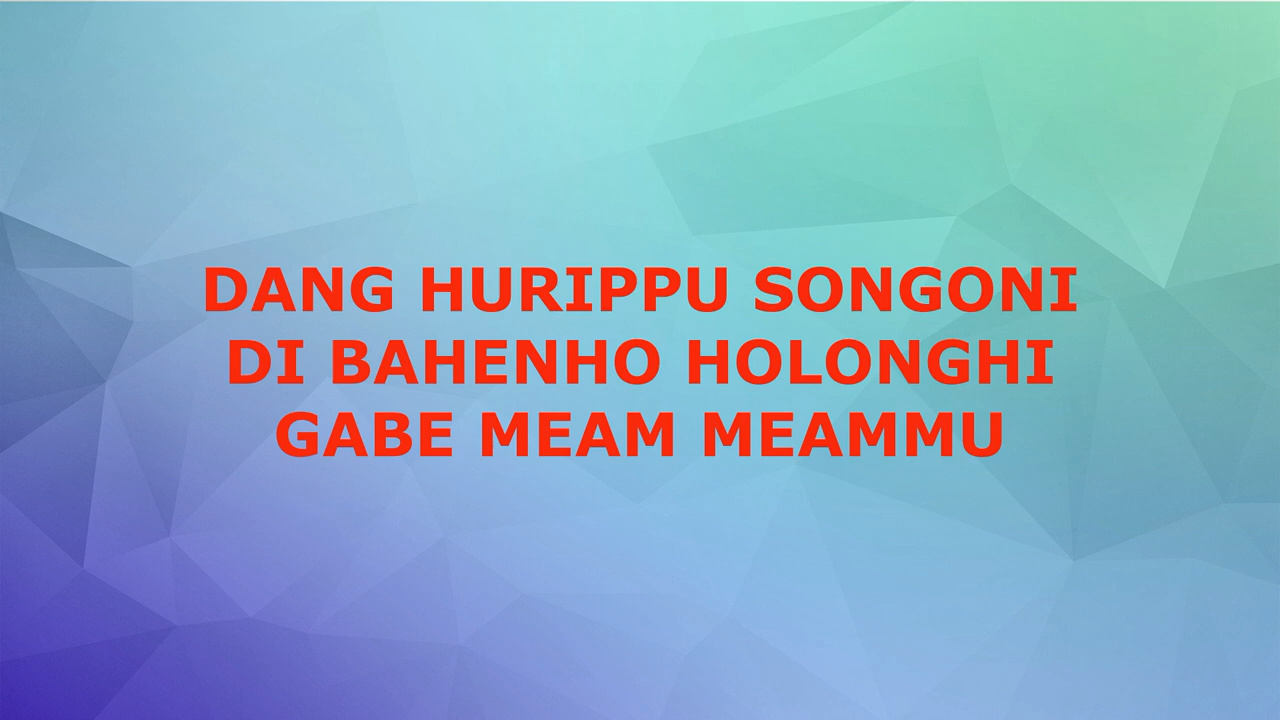 DANG HURIPPU SONGONI
DI BAHENHO HOLONGHI
GABE MEAM MEAMMU